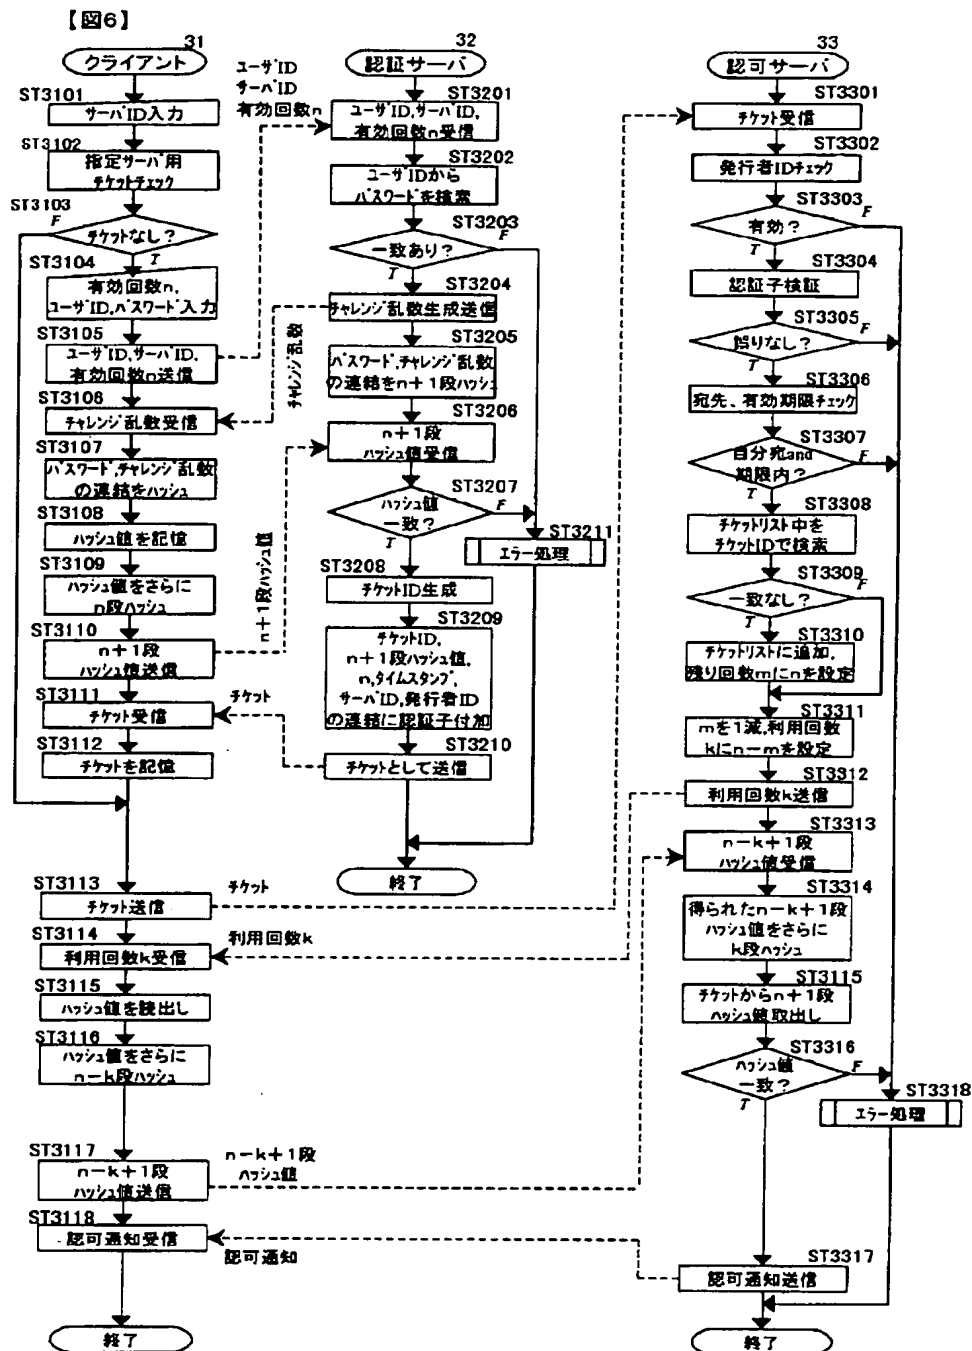 【図6】
31
クライアント
ST3101
サーバID入力
ST3102
指定サーバ用
チケットチェック
ST3103
F
チケットなし?
T
ST3104
有効回数n,
ユーザID,パスワード入力
ST3105
ユーザID,サーバID,
有効回数n送信
ST3106
チャレンジ乱数受信
ST3107
パスワード,チャレンジ乱数
の連結をハッシュ
ST3108
ハッシュ値を記憶
ST3109
ハッシュ値をさらに
n段ハッシュ
ST3110
n+1段
ハッシュ値送信
ST3111
チケット受信
ST3112
チケットを記憶
ST3113
チケット送信
ST3114
利用回数k受信
ST3115
ハッシュ値を読出し
ST3116
ハッシュ値をさらに
n-k段ハッシュ
ST3117
n-k+1段
ハッシュ値送信
ST3118
認可通知受信
終了
ユーザID
サーバID
有効回数n
チャレンジ乱数
n+1段ハッシュ値
チケット
チケット
利用回数k
n-k+1段
ハッシュ値
認可通知
32
認証サーバ
ST3201
ユーザID,サーバID,
有効回数n受信
ST3202
ユーザIDから
パスワードを検索
ST3203
一致あり?
F
T
ST3204
チャレンジ乱数生成送信
ST3205
パスワード,チャレンジ乱数
の連結をn+1段ハッシュ
ST3206
n+1段
ハッシュ値受信
ST3207
ハッシュ値
一致?
F
T
ST3211
エラー処理
ST3208
チケットID生成
ST3209
チケットID,
n+1段ハッシュ値,
n,タイムスタンプ,
サーバID,発行者ID
の連結に認証子付加
ST3210
チケットとして送信
終了
33
認可サーバ
ST3301
チケット受信
ST3302
発行者IDチェック
ST3303
有効?
F
T
ST3304
認証子検証
ST3305
誤りなし?
F
T
ST3306
宛先、有効期限チェック
ST3307
自分宛and
期限内?
F
T
ST3308
チケットリスト中を
チケットIDで検索
ST3309
一致なし?
F
T
ST3310
チケットリストに追加,
残り回数mにnを設定
ST3311
mを1減,利用回数
kにn-mを設定
ST3312
利用回数k送信
ST3313
n-k+1段
ハッシュ値受信
ST3314
得られたn-k+1段
ハッシュ値をさらに
k段ハッシュ
ST3115
チケットからn+1段
ハッシュ値取出し
ST3316
ハッシュ値
一致?
F
T
ST3318
エラー処理
ST3317
認可通知送信
終了